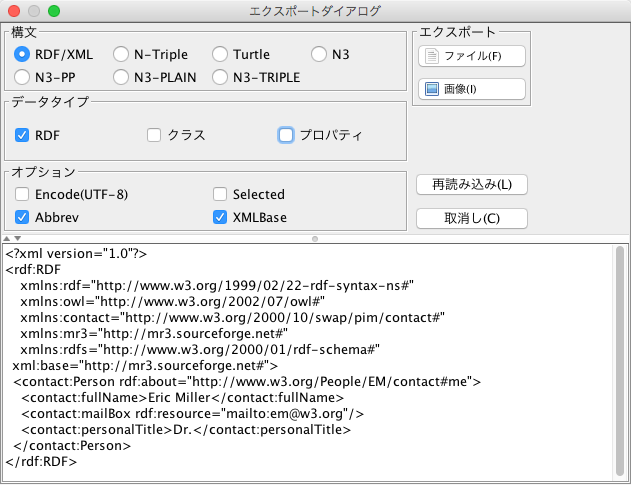 エクスポートダイアログ
構文
RDF/XML N-Triple Turtle N3
N3-PP N3-PLAIN N3-TRIPLE
エクスポート
ファイル(F)
画像(I)
データタイプ
RDF クラス プロパティ
オプション
Encode(UTF-8) Selected
Abbrev XMLBase
再読み込み(L)
取消し(C)
<?xml version="1.0"?>
<rdf:RDF
    xmlns:rdf="http://www.w3.org/1999/02/22-rdf-syntax-ns#"
    xmlns:owl="http://www.w3.org/2002/07/owl#"
    xmlns:contact="http://www.w3.org/2000/10/swap/pim/contact#"
    xmlns:mr3="http://mr3.sourceforge.net#"
    xmlns:rdfs="http://www.w3.org/2000/01/rdf-schema#"
  xml:base="http://mr3.sourceforge.net#">
  <contact:Person rdf:about="http://www.w3.org/People/EM/contact#me">
    <contact:fullName>Eric Miller</contact:fullName>
    <contact:mailBox rdf:resource="mailto:em@w3.org"/>
    <contact:personalTitle>Dr.</contact:personalTitle>
  </contact:Person>
</rdf:RDF>